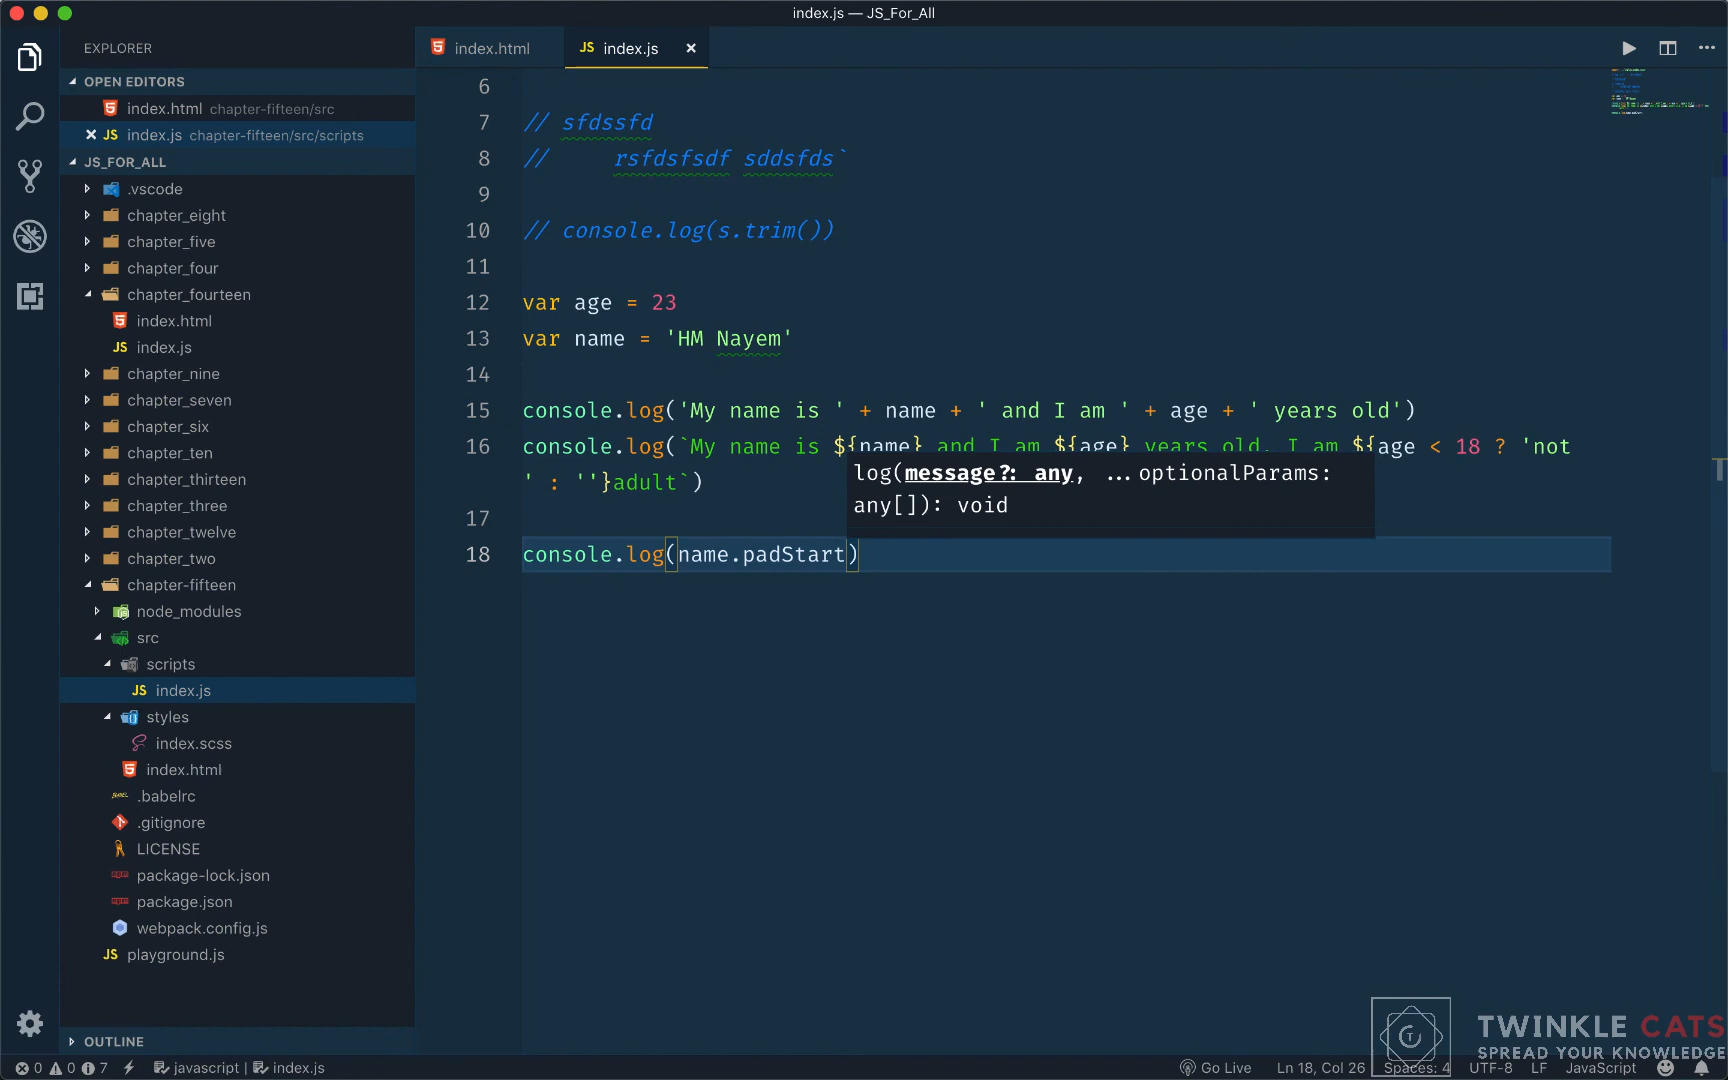 index.js — JS_For_All
EXPLORER
OPEN EDITORS
index.html chapter-fifteen/src
JS index.js chapter-fifteen/src/scripts
JS_FOR_ALL
.vscode
chapter_eight
chapter_five
chapter_four
chapter_fourteen
index.html
JS index.js
chapter_nine
chapter_seven
chapter_six
chapter_ten
chapter_thirteen
chapter_three
chapter_twelve
chapter_two
chapter-fifteen
node_modules
src
scripts
JS index.js
styles
index.scss
index.html
.babelrc
.gitignore
LICENSE
package-lock.json
package.json
webpack.config.js
JS playground.js
OUTLINE
index.html
JS index.js
6
7 // sfdssfd
8 //     rsfdsfsdf sddsfds`
9
10 // console.log(s.trim())
11
12 var age = 23
13 var name = 'HM Nayem'
14
15 console.log('My name is ' + name + ' and I am ' + age + ' years old')
16 console.log(`My name is ${name} and I am ${age} years old. I am ${age < 18 ? 'not
' : ''}adult`)
log(message?: any, ...optionalParams:
any[]): void
17
18 console.log(name.padStart)
TWINKLE CATS
SPREAD YOUR KNOWLEDGE
0 0 7 javascript | index.js
Go Live Ln 18, Col 26 Spaces: 4 UTF-8 LF JavaScript